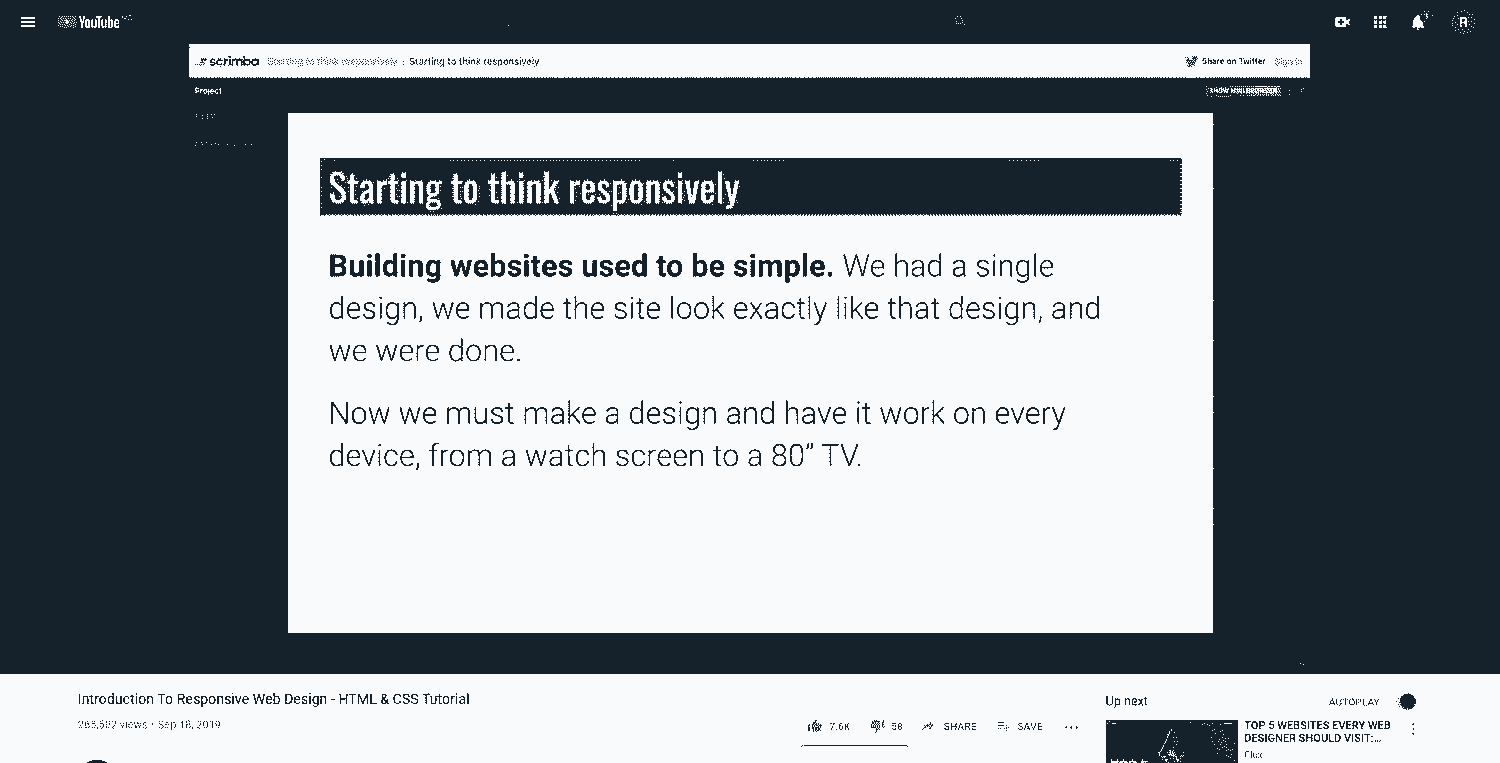 YouTube
scrimba Starting to think responsively : Starting to think responsively
Share on Twitter Sign in
Project
Starting to think responsively
Building websites used to be simple. We had a single
design, we made the site look exactly like that design, and
we were done.
Now we must make a design and have it work on every
device, from a watch screen to a 80” TV.
Introduction To Responsive Web Design - HTML & CSS Tutorial
views • Sep 18, 2019
7.6K 58 SHARE SAVE
Up next
AUTOPLAY
TOP 5 WEBSITES EVERY WEB
DESIGNER SHOULD VISIT:...
Flux